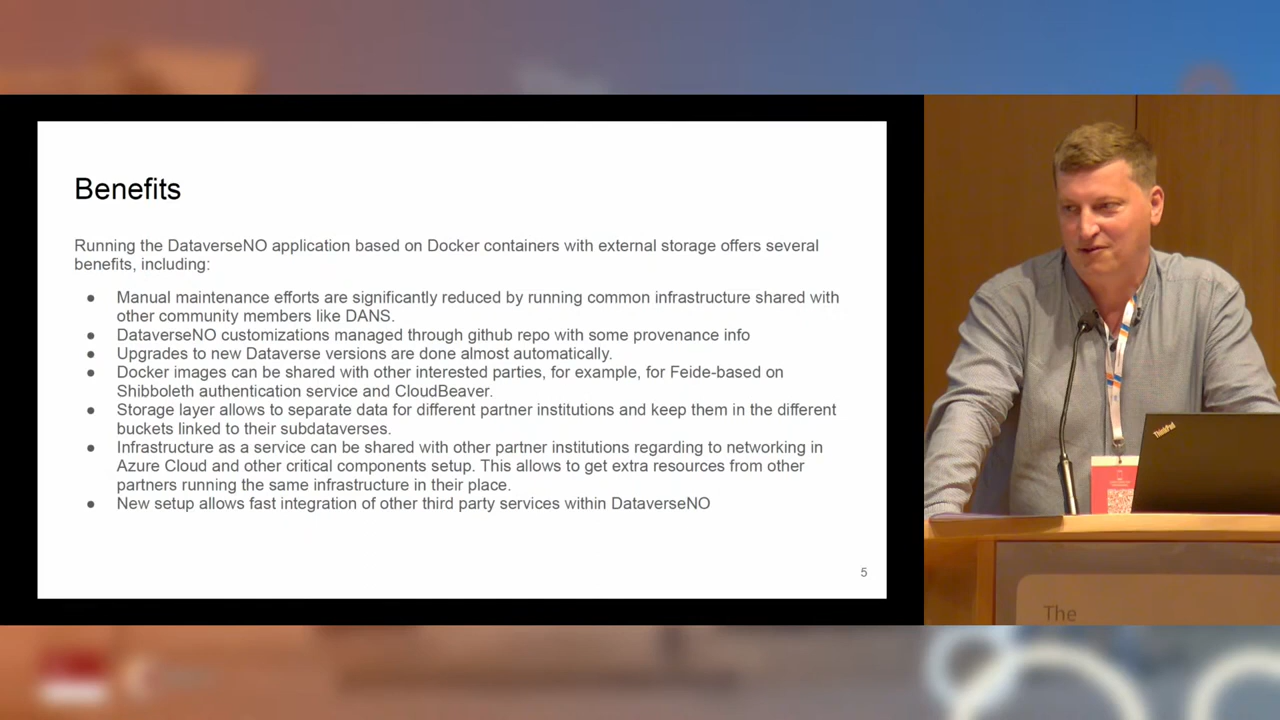 Benefits
Running the DataverseNO application based on Docker containers with external storage offers several
benefits, including:
● Manual maintenance efforts are significantly reduced by running common infrastructure shared with
other community members like DANS.
● DataverseNO customizations managed through github repo with some provenance info
● Upgrades to new Dataverse versions are done almost automatically.
● Docker images can be shared with other interested parties, for example, for Feide-based on
Shibboleth authentication service and CloudBeaver.
● Storage layer allows to separate data for different partner institutions and keep them in the different
buckets linked to their subdataverses.
● Infrastructure as a service can be shared with other partner institutions regarding to networking in
Azure Cloud and other critical components setup. This allows to get extra resources from other
partners running the same infrastructure in their place.
● New setup allows fast integration of other third party services within DataverseNO
5
ThinkPad
The